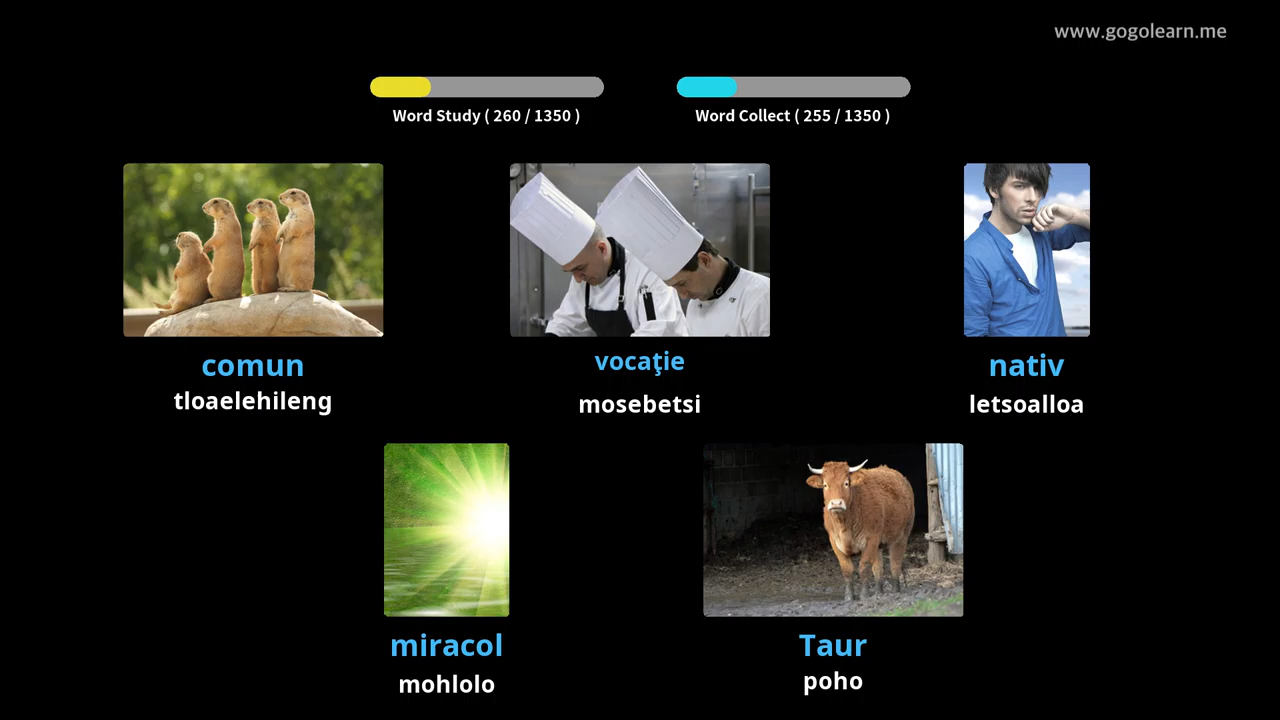 www.gogolearn.me
Word Study ( 260 / 1350 )
Word Collect ( 255 / 1350 )
comun
tloaelehileng
vocaţie
mosebetsi
nativ
letsoalloa
miracol
mohlolo
Taur
poho